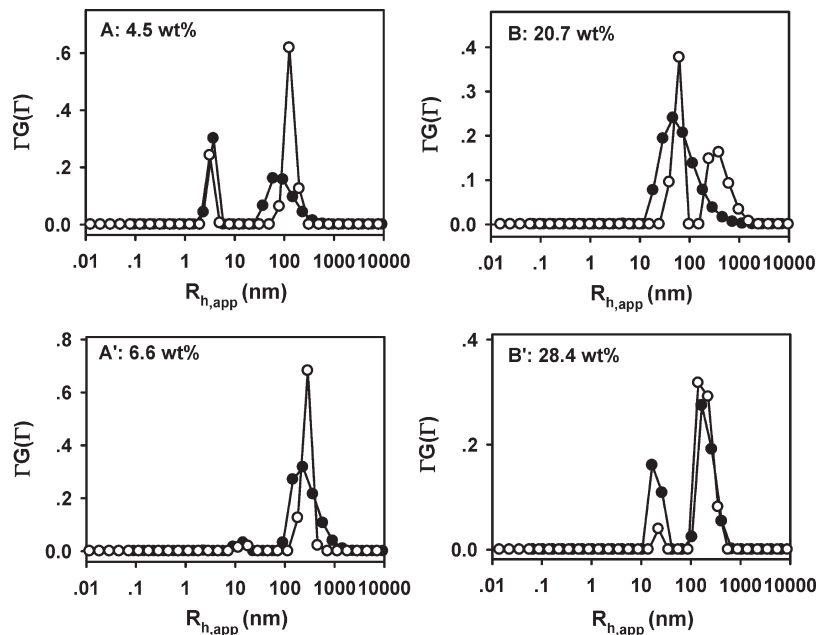 A: 4.5 wt%
.6
.4
.2
0.0
ΓG(Γ)
.01 .1 1 10 100 1000 10000
Rh,app (nm)
B: 20.7 wt%
.4
.3
.2
.1
0.0
ΓG(Γ)
.01 .1 1 10 100 1000 10000
Rh,app (nm)
A': 6.6 wt%
.8
.6
.4
.2
0.0
ΓG(Γ)
.01 .1 1 10 100 1000 10000
Rh,app (nm)
B': 28.4 wt%
.4
.2
0.0
ΓG(Γ)
.01 .1 1 10 100 1000 10000
Rh,app (nm)